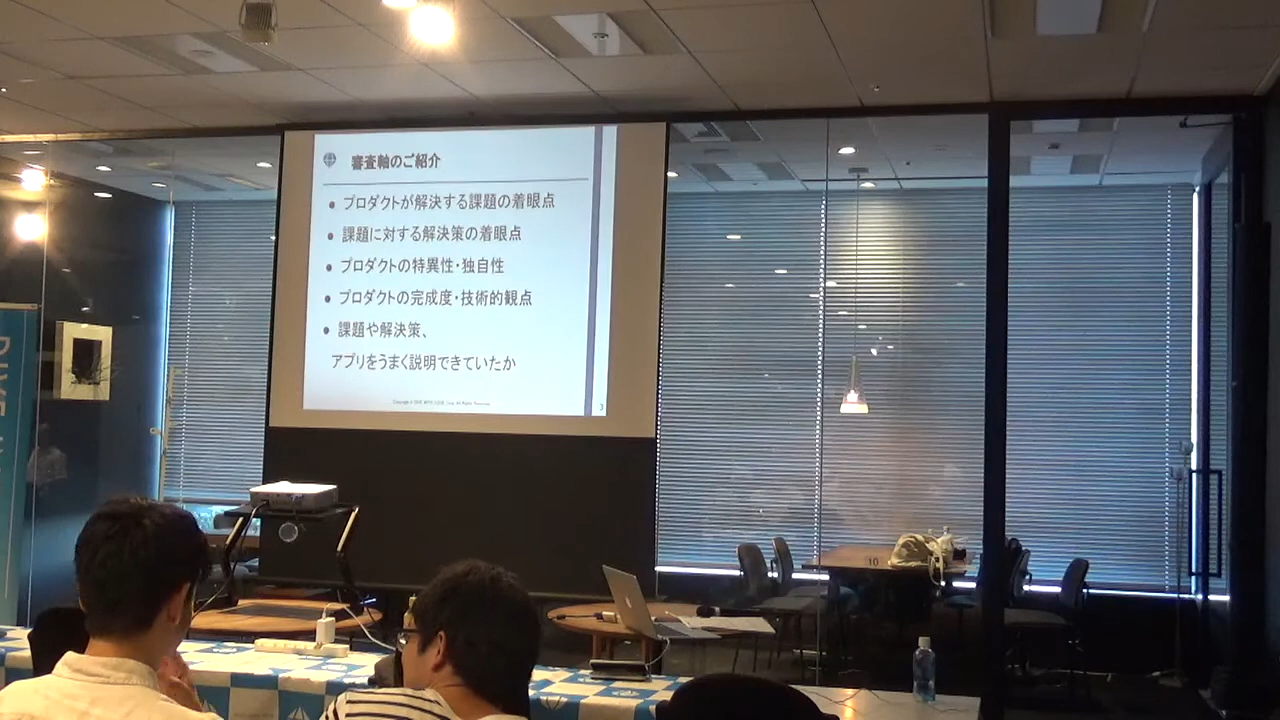 審査軸のご紹介
● プロダクトが解決する課題の着眼点
● 課題に対する解決策の着眼点
● プロダクトの特異性・独自性
● プロダクトの完成度・技術的観点
● 課題や解決策、
アプリをうまく説明できていたか
3
10